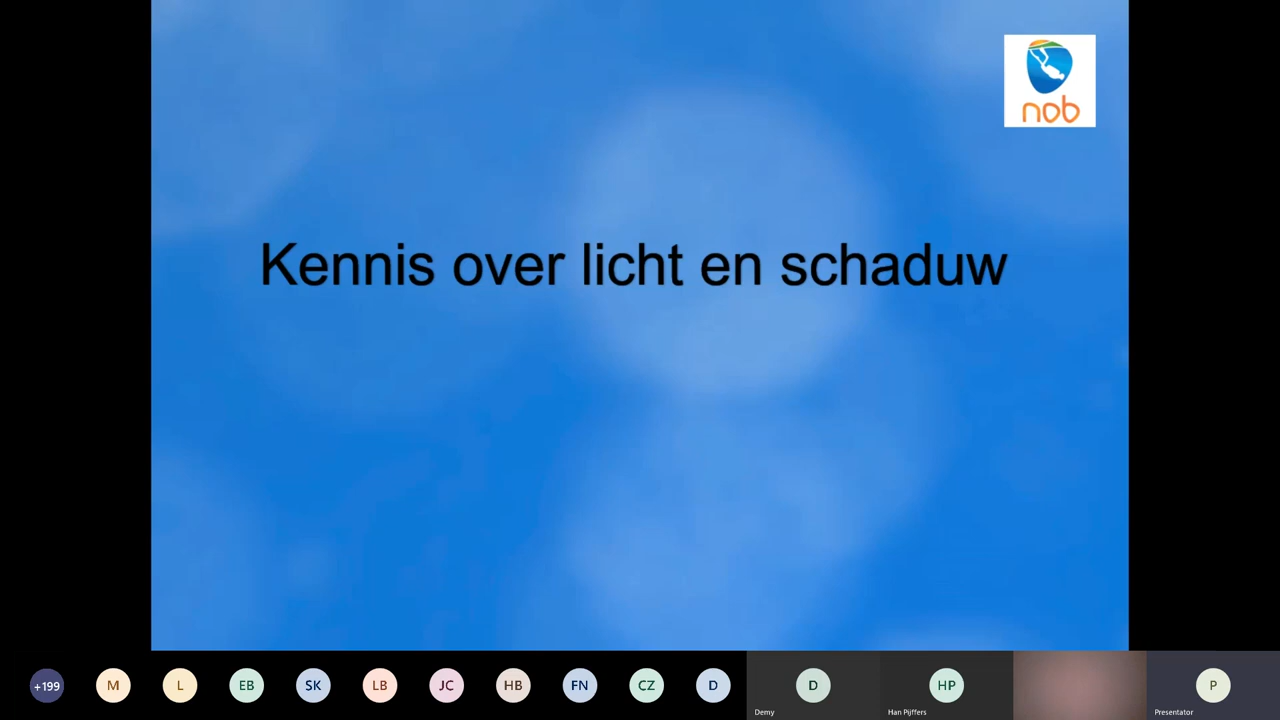 nob
Kennis over licht en schaduw
+199
M
L
EB
SK
LB
JC
HB
FN
CZ
D
D
HP
P
Demy
Han Pijffers
Presentator